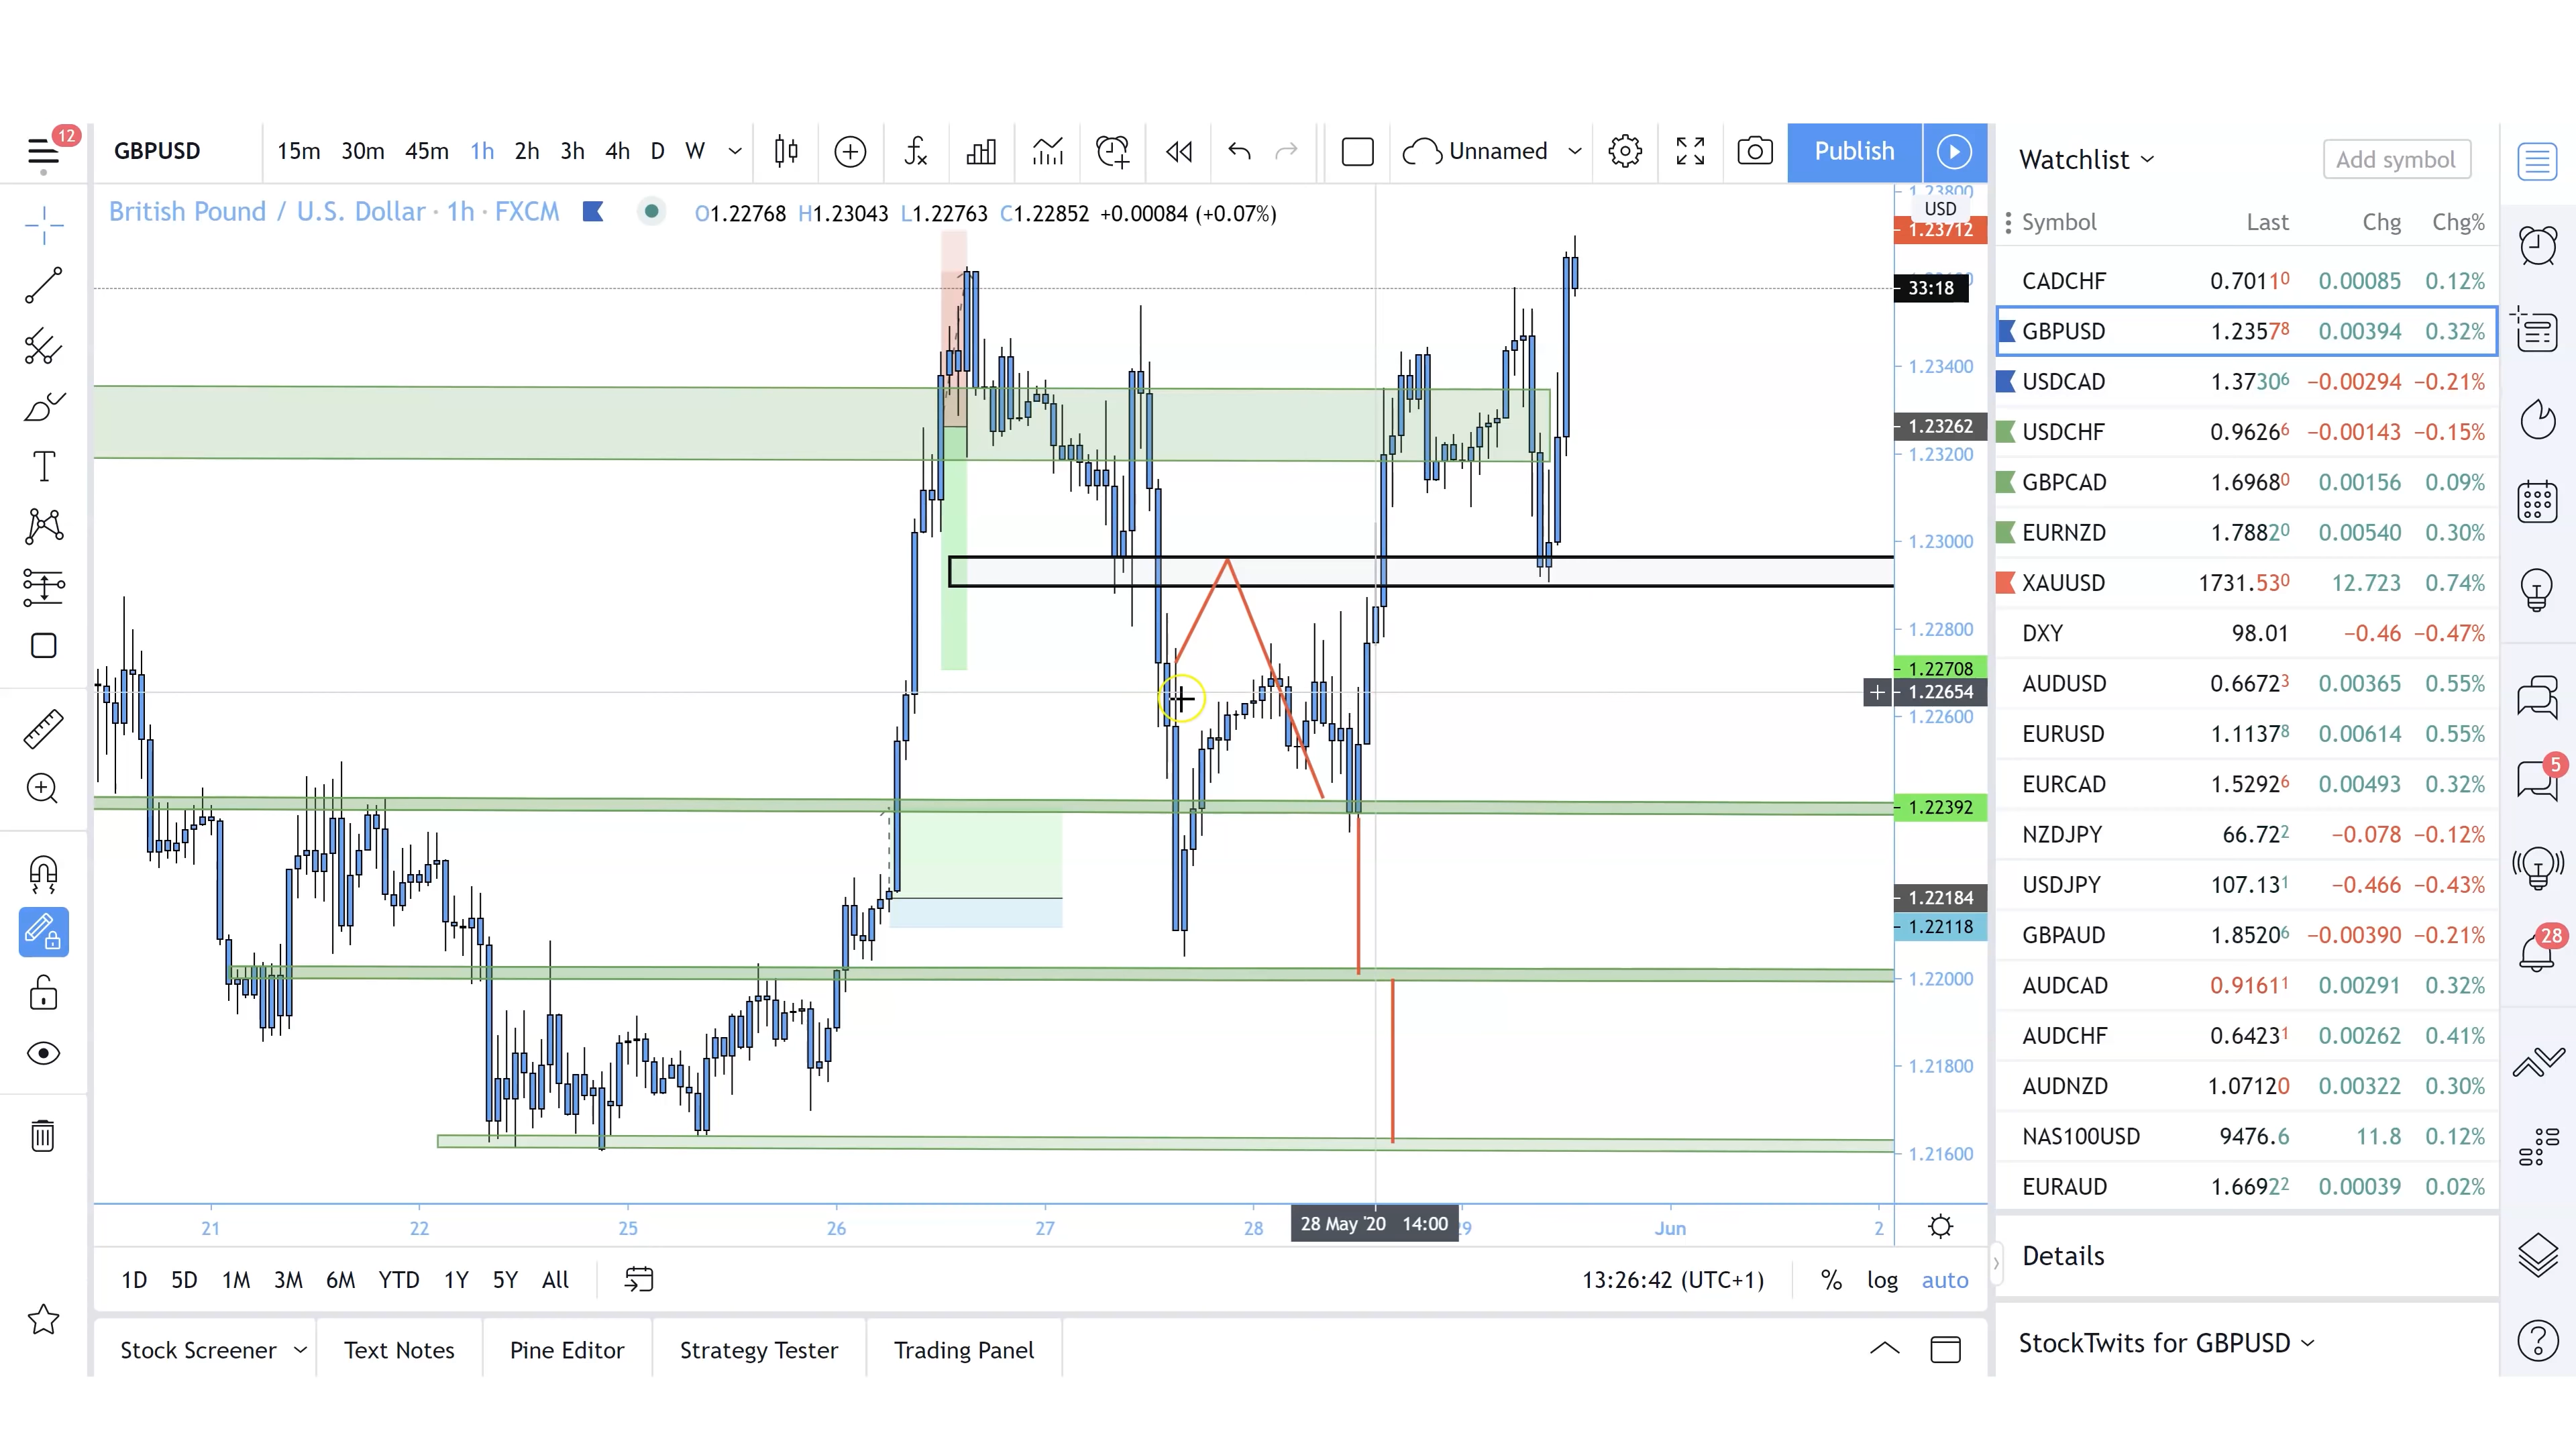 12
GBPUSD 15m 30m 45m 1h 2h 3h 4h D W Unnamed Publish
British Pound / U.S. Dollar · 1h · FXCM O1.22768 H1.23043 L1.22763 C1.22852 +0.00084 (+0.07%)
1.23800
USD
1.23712
33:18
1.23400
1.23262
1.23200
1.23000
1.22800
1.22708
1.22654
1.22600
1.22392
1.22184
1.22118
1.22000
1.21800
1.21600
21 22 25 26 27 28 28 May '20 14:00 29 Jun 2
1D 5D 1M 3M 6M YTD 1Y 5Y All 13:26:42 (UTC+1) % log auto
Stock Screener Text Notes Pine Editor Strategy Tester Trading Panel
Watchlist Add symbol
Symbol Last Chg Chg%
CADCHF 0.70110 0.00085 0.12%
GBPUSD 1.23578 0.00394 0.32%
USDCAD 1.37306 −0.00294 −0.21%
USDCHF 0.96266 −0.00143 −0.15%
GBPCAD 1.69680 0.00156 0.09%
EURNZD 1.78820 0.00540 0.30%
XAUUSD 1731.530 12.723 0.74%
DXY 98.01 −0.46 −0.47%
AUDUSD 0.66723 0.00365 0.55%
EURUSD 1.11378 0.00614 0.55%
EURCAD 1.52926 0.00493 0.32%
NZDJPY 66.722 −0.078 −0.12%
USDJPY 107.131 −0.466 −0.43%
GBPAUD 1.85206 −0.00390 −0.21%
AUDCAD 0.91611 0.00291 0.32%
AUDCHF 0.64231 0.00262 0.41%
AUDNZD 1.07120 0.00322 0.30%
NAS100USD 9476.6 11.8 0.12%
EURAUD 1.66922 0.00039 0.02%
Details
StockTwits for GBPUSD
5
28